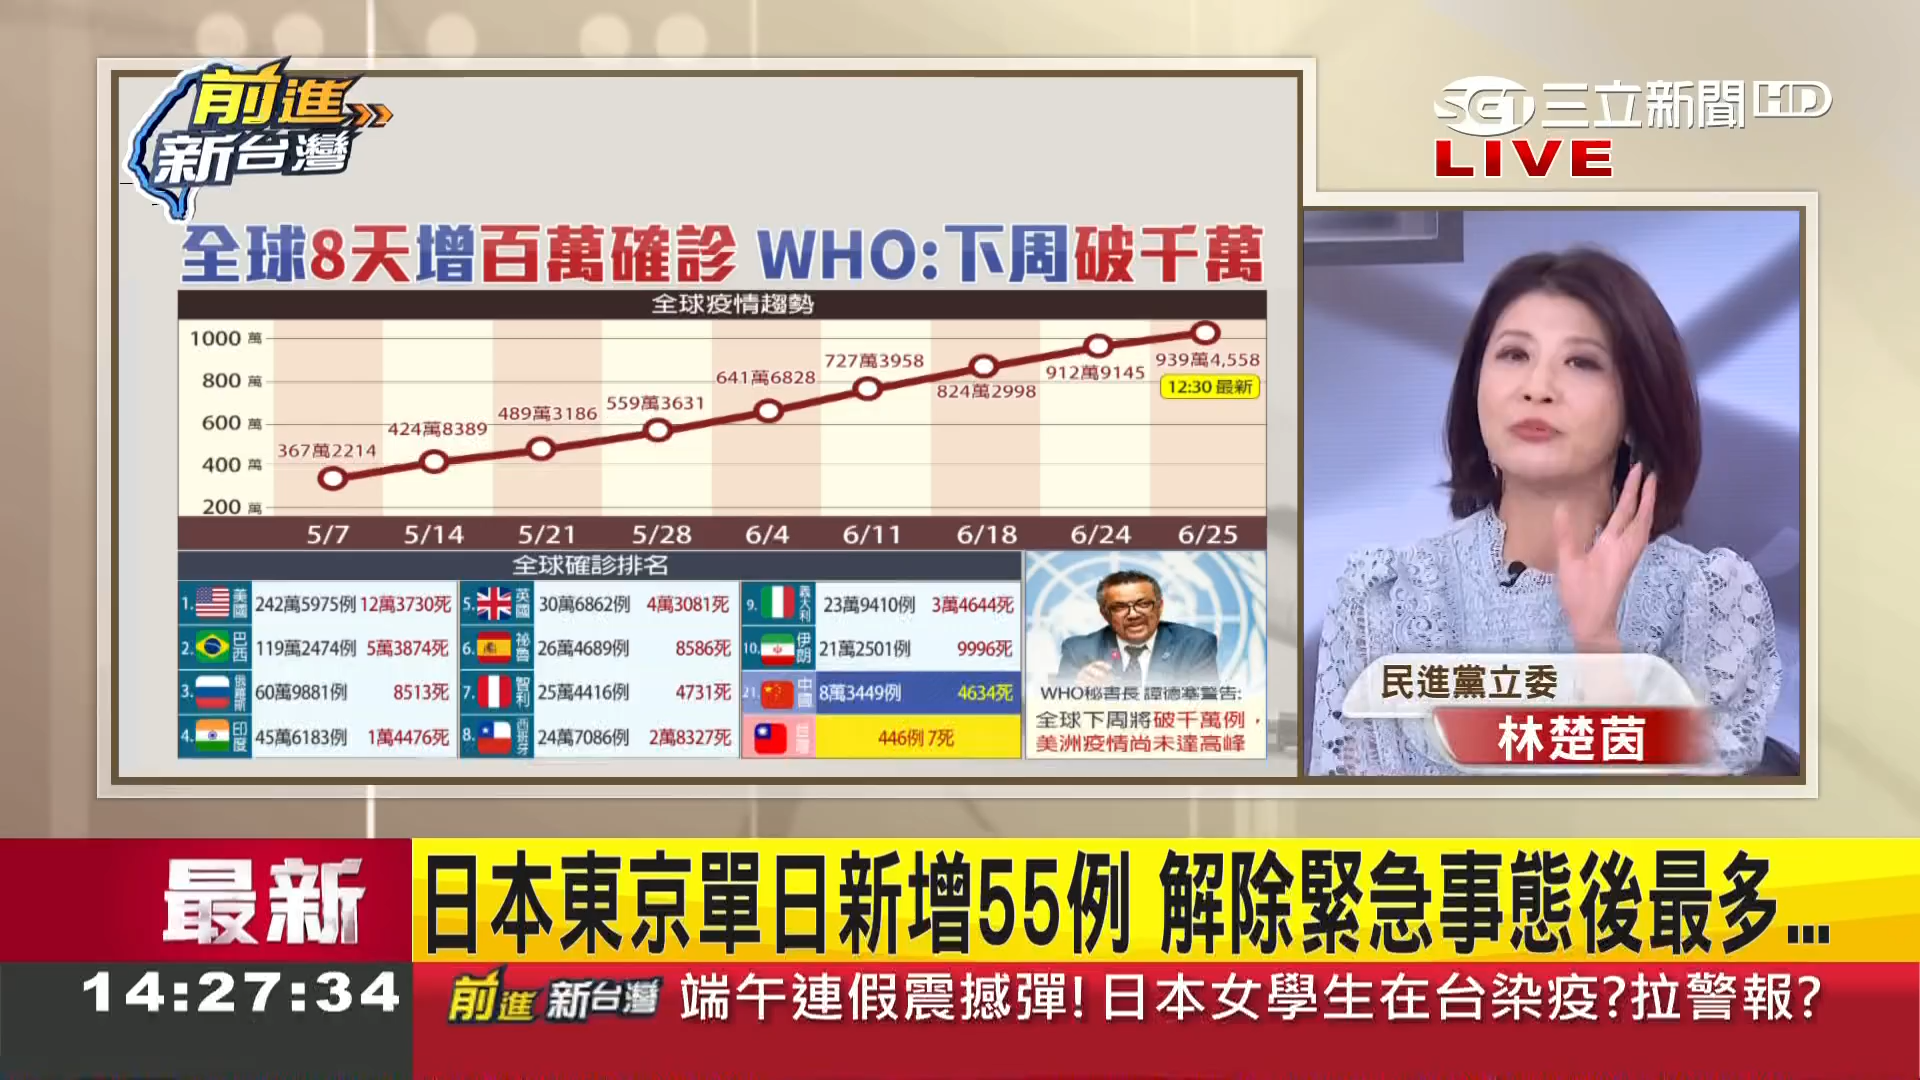 前進
新台灣
SET三立新聞HD
LIVE
全球8天增百萬確診 WHO:下周破千萬
全球疫情趨勢
1000 萬
800 萬
600 萬
400 萬
200 萬
367萬2214
424萬8389
489萬3186
559萬3631
641萬6828
727萬3958
824萬2998
912萬9145
939萬4,558
12:30 最新
5/7 5/14 5/21 5/28 6/4 6/11 6/18 6/24 6/25
全球確診排名
1. 美國 242萬5975例 12萬3730死
2. 巴西 119萬2474例 5萬3874死
3. 俄羅斯 60萬9881例 8513死
4. 印度 45萬6183例 1萬4476死
5. 英國 30萬6862例 4萬3081死
6. 祕魯 26萬4689例 8586死
7. 智利 25萬4416例 4731死
8. 西班牙 24萬7086例 2萬8327死
9. 義大利 23萬9410例 3萬4644死
10. 伊朗 21萬2501例 9996死
21. 中國 8萬3449例 4634死
台灣 446例 7死
WHO秘書長 譚德塞警告:
全球下周將破千萬例,
美洲疫情尚未達高峰
民進黨立委
林楚茵
最新
日本東京單日新增55例 解除緊急事態後最多...
14:27:34
前進新台灣 端午連假震撼彈!日本女學生在台染疫?拉警報?